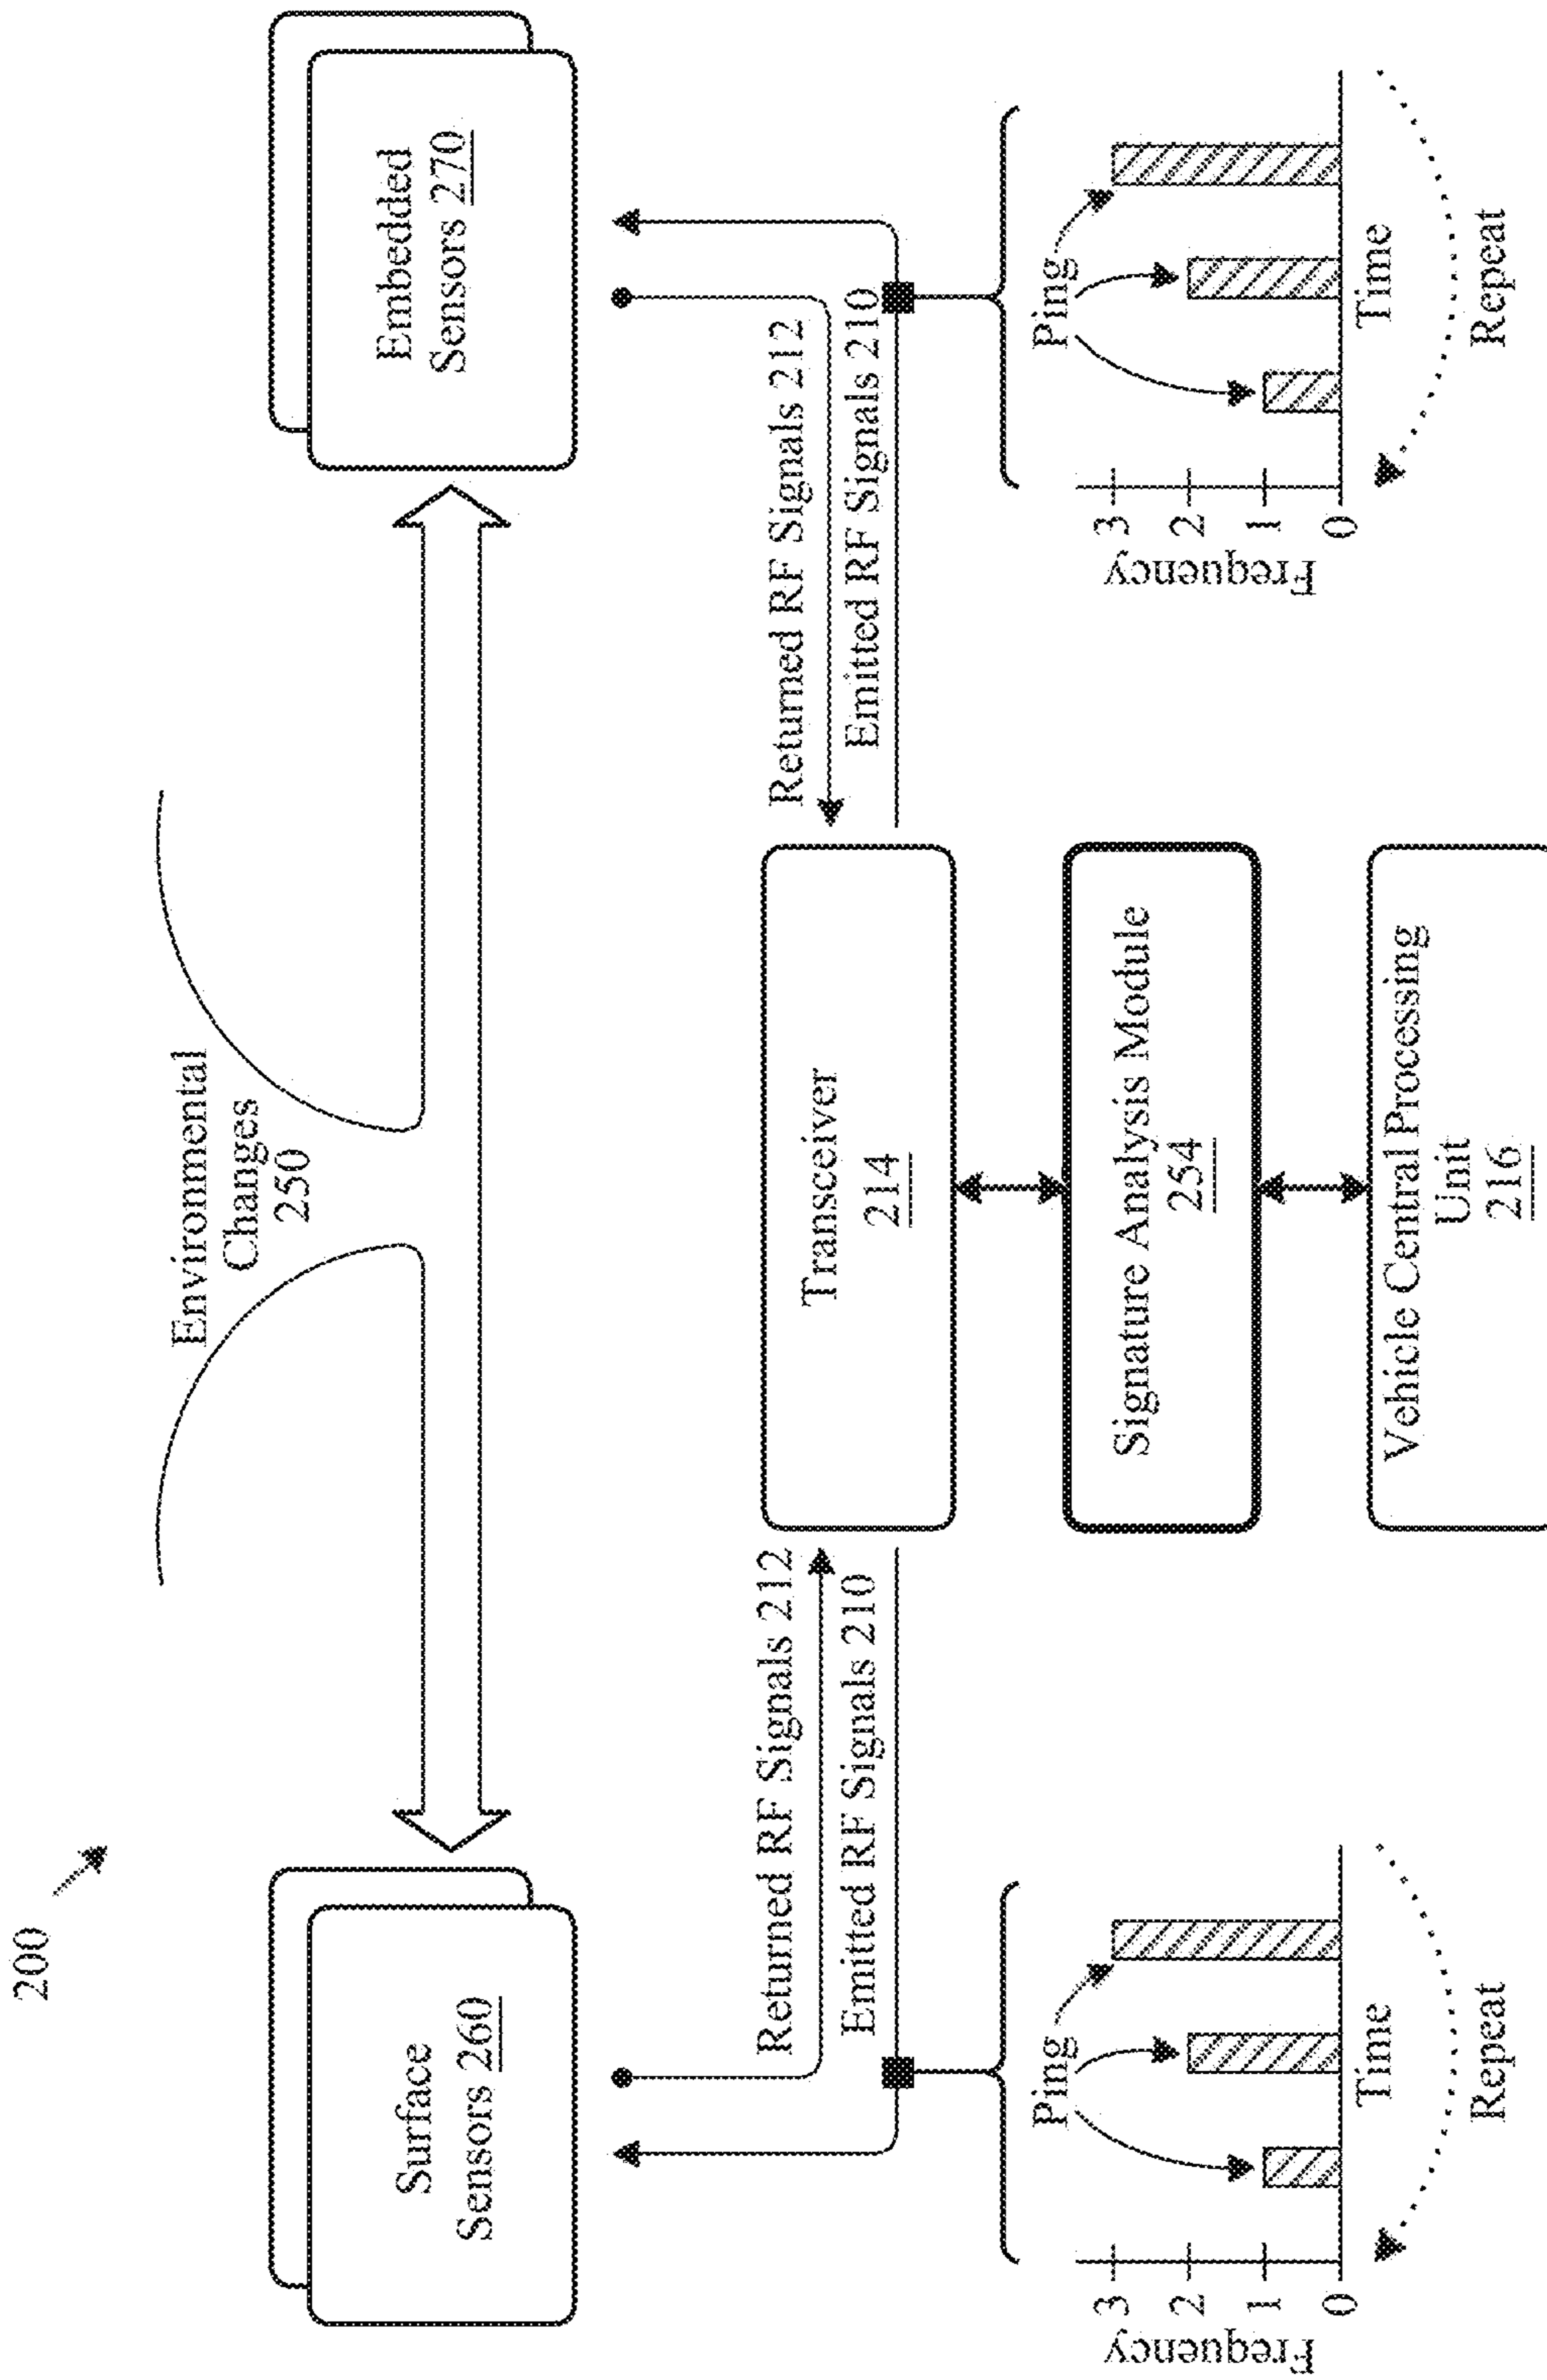 200
Environmental
Changes
250
Surface
Sensors 260
Embedded
Sensors 270
Returned RF Signals 212
Emitted RF Signals 210
Returned RF Signals 212
Emitted RF Signals 210
Transceiver
214
Signature Analysis Module
254
Vehicle Central Processing
Unit
216
Frequency
3
2
1
0
Ping
Time
Repeat
Frequency
3
2
1
0
Ping
Time
Repeat